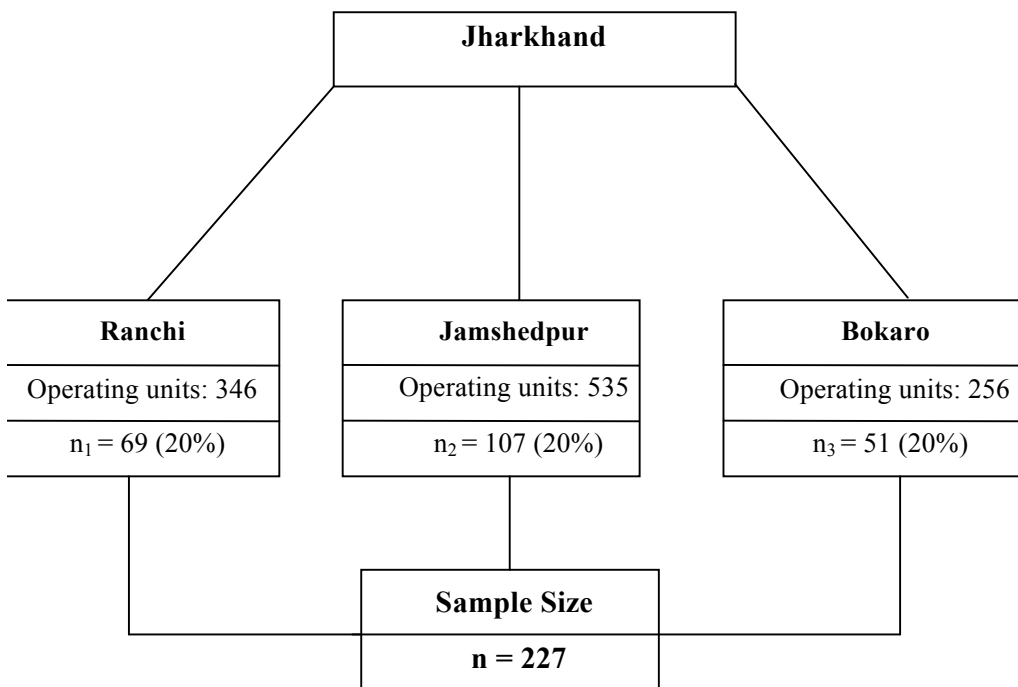 Jharkhand
Ranchi
Operating units: 346
n₁ = 69 (20%)
Jamshedpur
Operating units: 535
n₂ = 107 (20%)
Bokaro
Operating units: 256
n₃ = 51 (20%)
Sample Size
n = 227